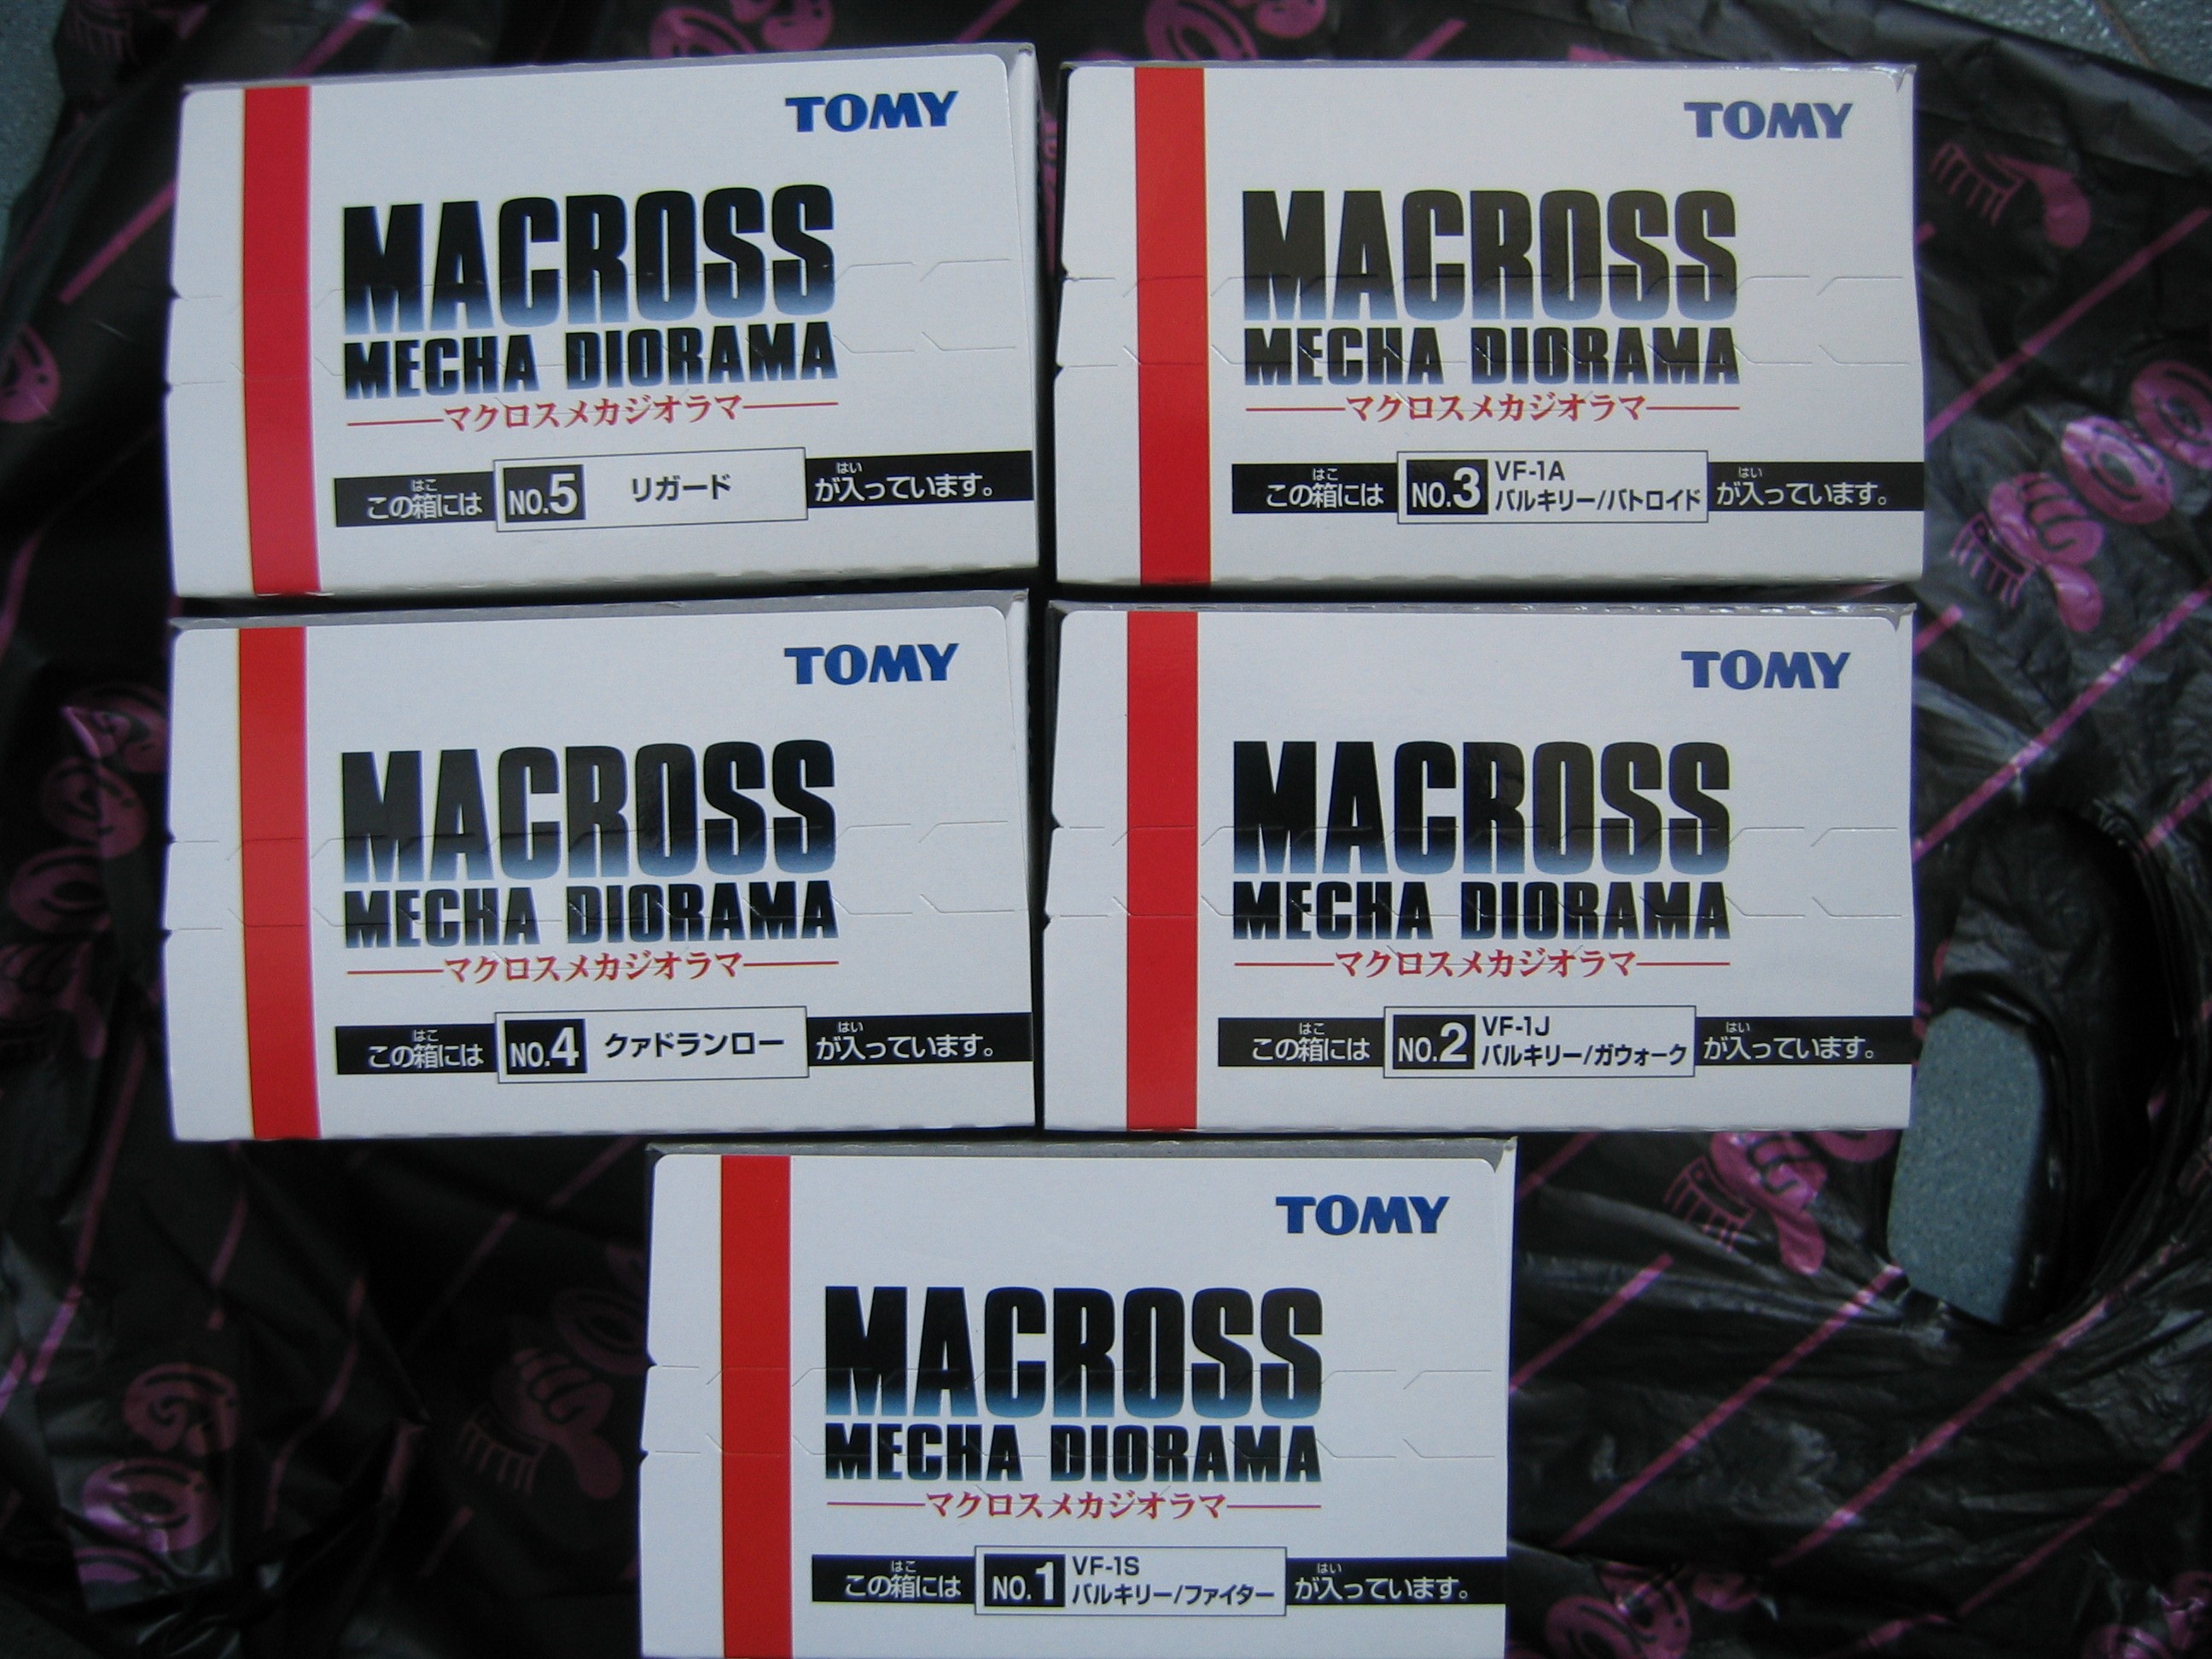 TOMY
MACROSS
MECHA DIORAMA
マクロスメカジオラマ
はこ はい
この箱には NO.5 リガード が入っています。
TOMY
MACROSS
MECHA DIORAMA
マクロスメカジオラマ
はこ はい
この箱には NO.3 VF-1A
バルキリー/バトロイド が入っています。
TOMY
MACROSS
MECHA DIORAMA
マクロスメカジオラマ
はこ はい
この箱には NO.4 クァドランロー が入っています。
TOMY
MACROSS
MECHA DIORAMA
マクロスメカジオラマ
はこ はい
この箱には NO.2 VF-1J
バルキリー/ガウォーク が入っています。
TOMY
MACROSS
MECHA DIORAMA
マクロスメカジオラマ
はこ はい
この箱には NO.1 VF-1S
バルキリー/ファイター が入っています。